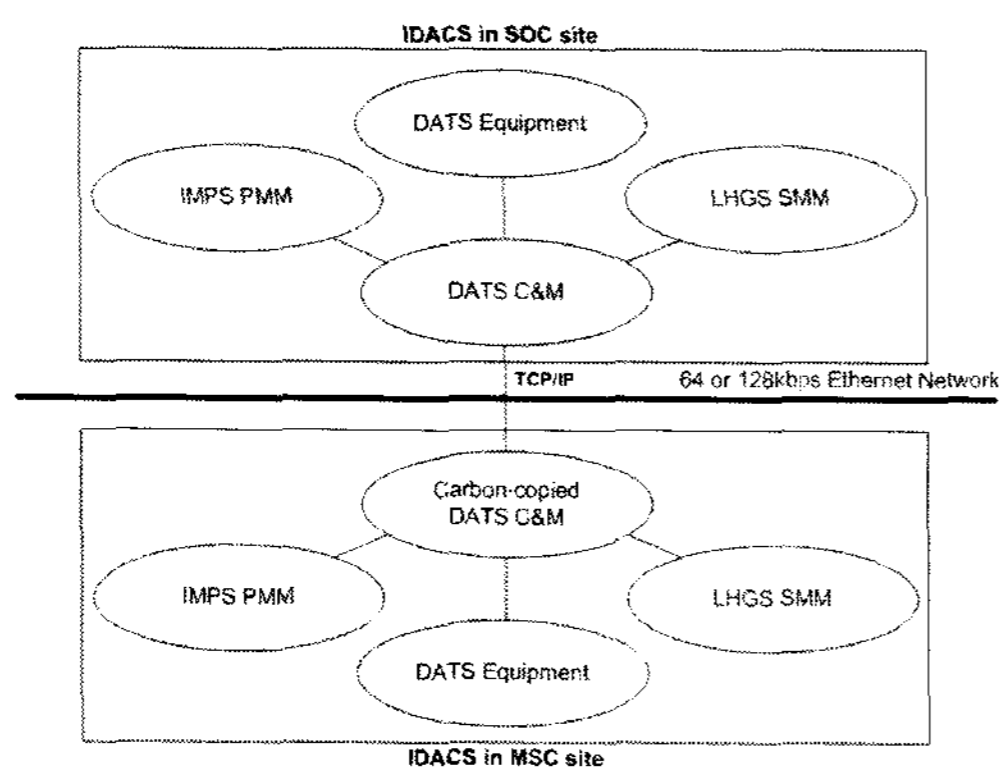 IDACS in SOC site
DATS Equipment
IMPS PMM
LHGS SMM
DATS C&M
TCP/IP
64 or 128kbps Ethernet Network
Carbon-copied
DATS C&M
IMPS PMM
LHGS SMM
DATS Equipment
IDACS in MSC site